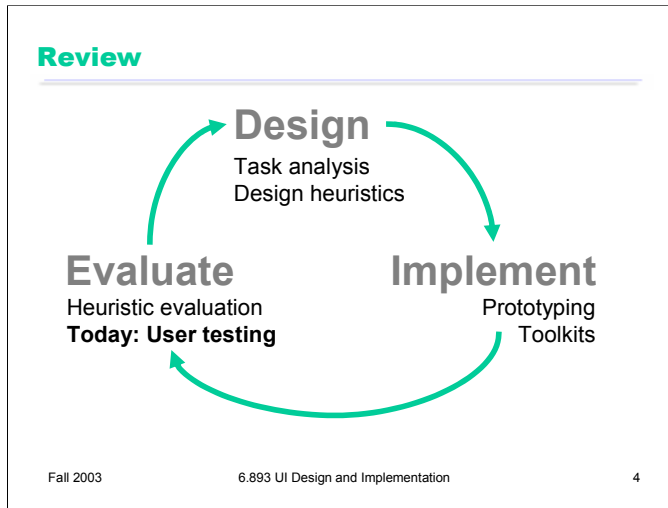 Review
Design
Task analysis
Design heuristics
Evaluate
Heuristic evaluation
Today: User testing
Implement
Prototyping
Toolkits
Fall 2003
6.893 UI Design and Implementation
4